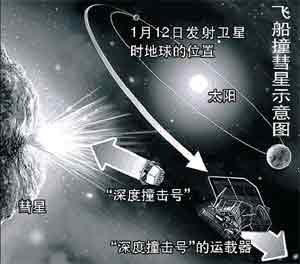 飞船撞彗星示意图
1月12日发射卫星
时地球的位置
太阳
彗星
“深度撞击号”
“深度撞击号”的运载器